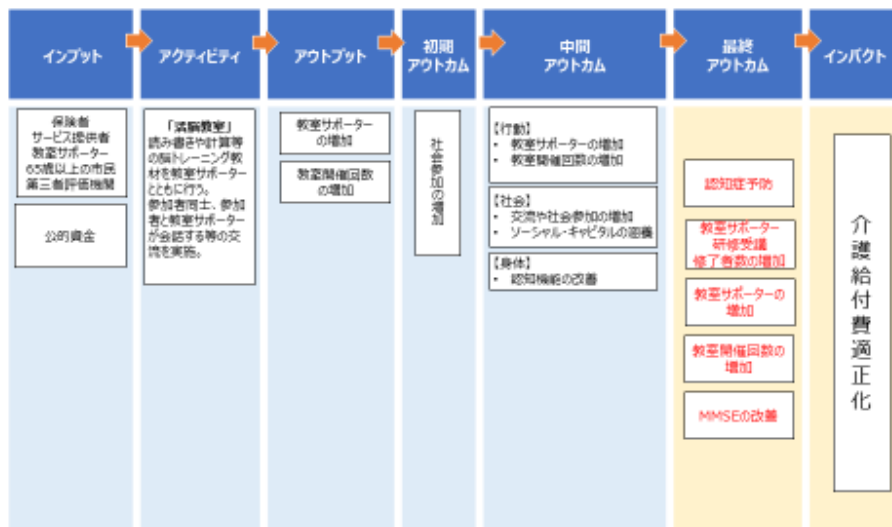 インプット
アクティビティ
アウトプット
初期
アウトカム
中間
アウトカム
最終
アウトカム
インパクト
保険者
サービス提供者
教室サポーター
65歳以上の市民
第三者評価機関
公的資金
「活脳教室」
読み書きや計算等
の脳トレーニング教
材を教室サポーター
とともに行う。
参加者同士、参加
者と教室サポーター
が会話する等の交
流を実施。
教室サポーター
の増加
教室開催回数
の増加
社会参加の増加
【行動】
• 教室サポーターの増加
• 教室開催回数の増加
【社会】
• 交流や社会参加の増加
• ソーシャル・キャピタルの涵養
【身体】
• 認知機能の改善
認知症予防
教室サポーター
研修受講
修了者数の増加
教室サポーターの
増加
教室開催回数の
増加
MMSEの改善
介護給付費適正化